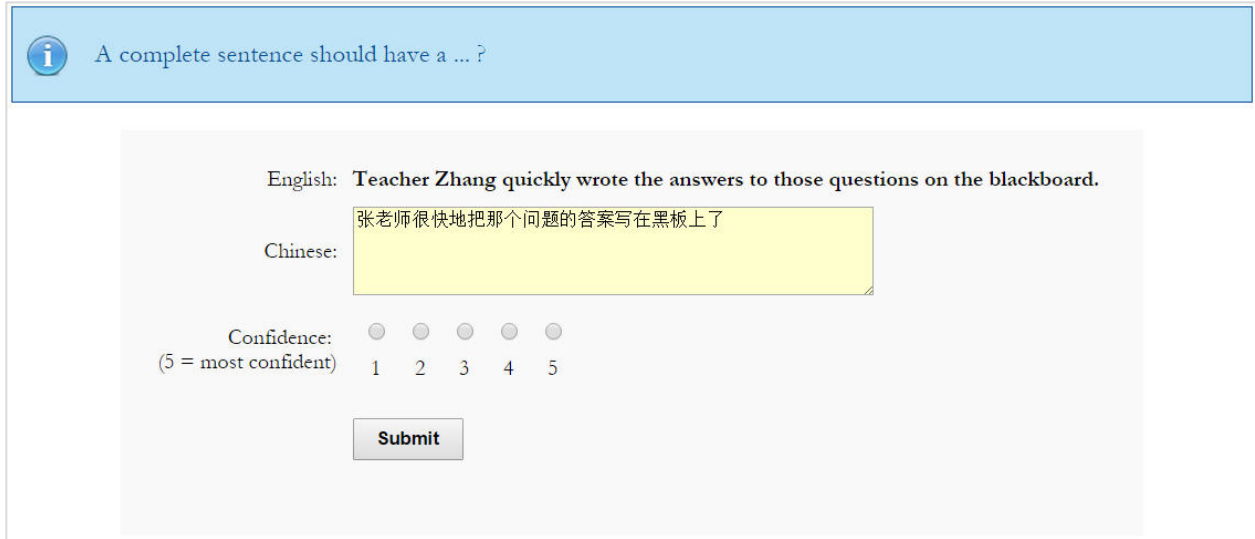 A complete sentence should have a ... ?
English: Teacher Zhang quickly wrote the answers to those questions on the blackboard.
Chinese: 张老师很快地把那个问题的答案写在黑板上了
Confidence:
(5 = most confident)
1 2 3 4 5
Submit